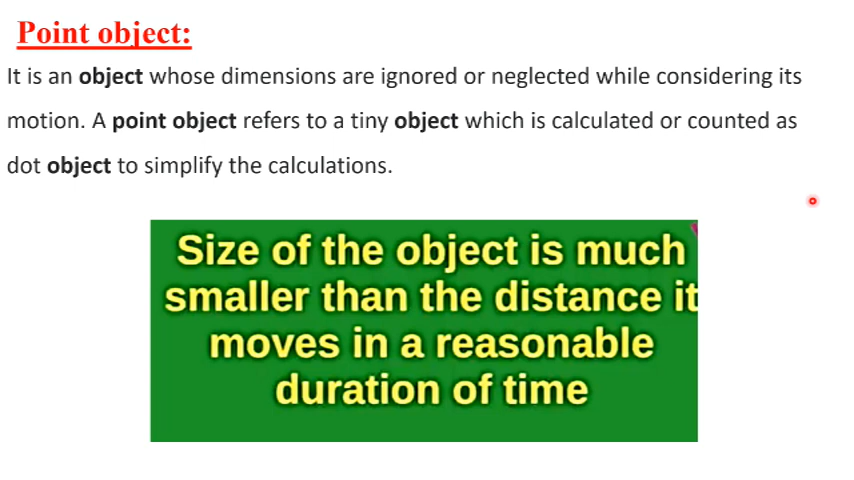 Point object:
It is an object whose dimensions are ignored or neglected while considering its
motion. A point object refers to a tiny object which is calculated or counted as
dot object to simplify the calculations.
Size of the object is much
smaller than the distance it
moves in a reasonable
duration of time